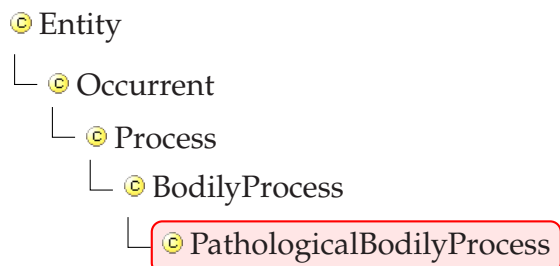 © Entity
© Occurrent
© Process
© BodilyProcess
© PathologicalBodilyProcess